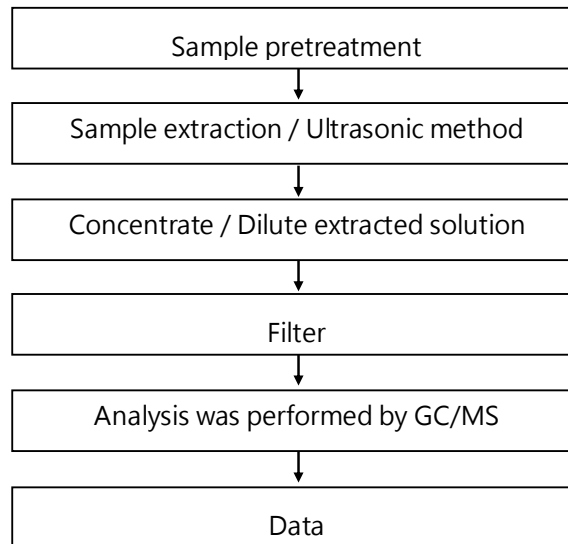 Sample pretreatment
Sample extraction / Ultrasonic method
Concentrate / Dilute extracted solution
Filter
Analysis was performed by GC/MS
Data